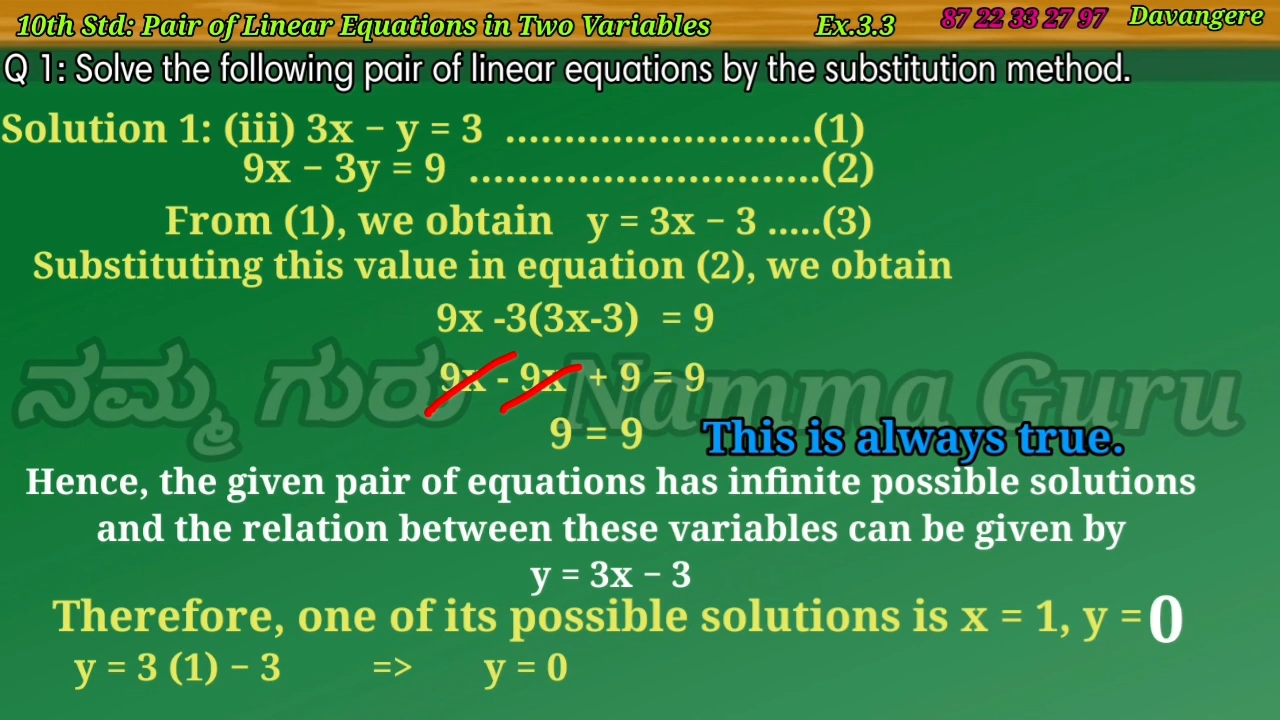 10th Std: Pair of Linear Equations in Two Variables Ex.3.3 87 22 33 27 97 Davangere
Q 1: Solve the following pair of linear equations by the substitution method.
Solution 1: (iii) 3x − y = 3 ..........................(1)
9x − 3y = 9 .............................(2)
From (1), we obtain y = 3x − 3 .....(3)
Substituting this value in equation (2), we obtain
9x -3(3x-3) = 9
ನಮ್ಮ ಗುರು Namma Guru
9x - 9x + 9 = 9
9 = 9 This is always true.
Hence, the given pair of equations has infinite possible solutions
and the relation between these variables can be given by
y = 3x − 3
Therefore, one of its possible solutions is x = 1, y = 0
y = 3 (1) − 3 => y = 0